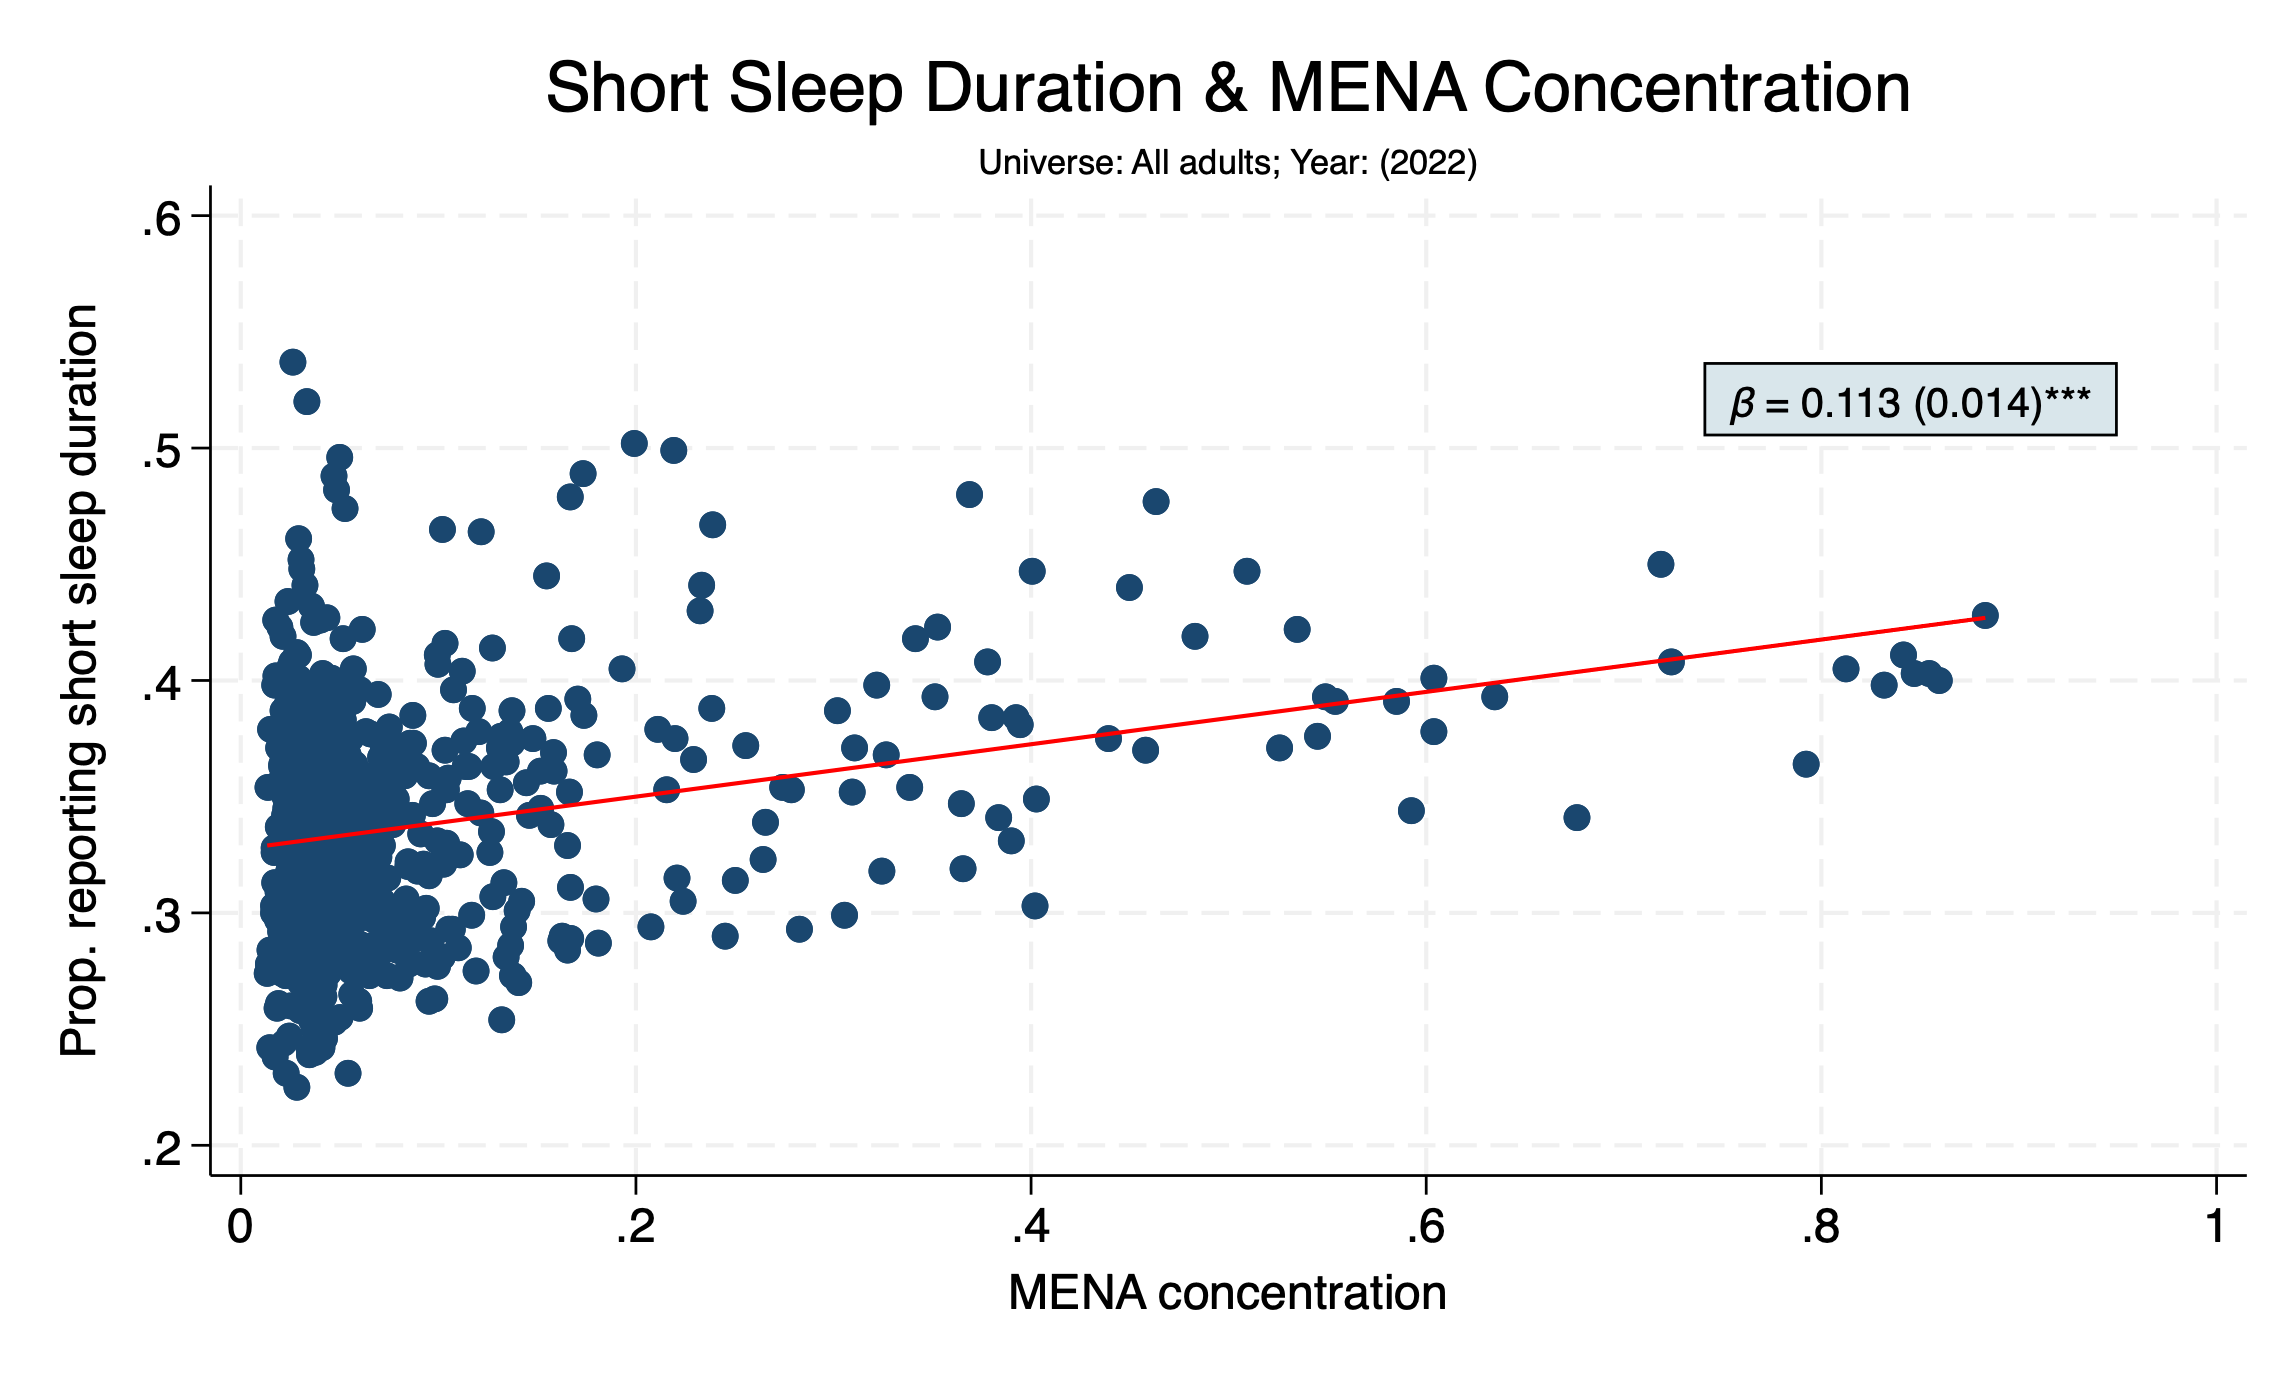 Short Sleep Duration & MENA Concentration
Universe: All adults; Year: (2022)
Prop. reporting short sleep duration
.6
.5
.4
.3
.2
β = 0.113 (0.014)***
0
.2
.4
.6
.8
1
MENA concentration